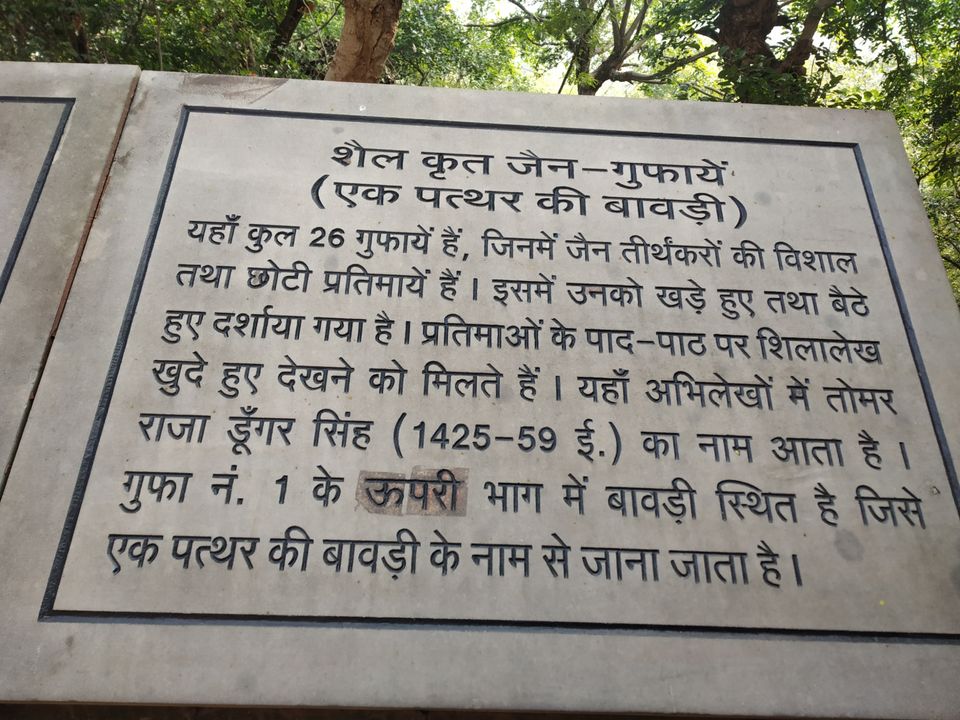 शैल कृत जैन-गुफायें
(एक पत्थर की बावड़ी)
यहाँ कुल 26 गुफायें हैं, जिनमें जैन तीर्थंकरों की विशाल
तथा छोटी प्रतिमायें हैं । इसमें उनको खड़े हुए तथा बैठे
हुए दर्शाया गया है । प्रतिमाओं के पाद-पाठ पर शिलालेख
खुदे हुए देखने को मिलते हैं । यहाँ अभिलेखों में तोमर
राजा डूँगर सिंह (1425-59 ई.) का नाम आता है ।
गुफा नं. 1 के ऊपरी भाग में बावड़ी स्थित है जिसे
एक पत्थर की बावड़ी के नाम से जाना जाता है ।